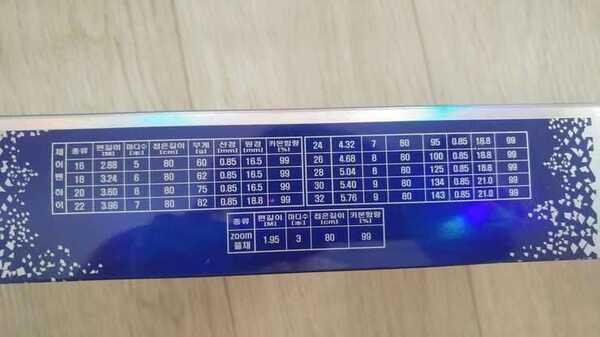 제 종류 편길이 마디수 접은길이 무게 선경 원경 카본함량
[M] [本] [cm] [g] [mm] [mm] [%]
이 16 2.88 5 80 60 0.85 16.5 99
벤 18 3.24 6 80 62 0.85 16.5 99
하 20 3.60 6 80 75 0.85 16.5 99
이 22 3.96 7 80 82 0.85 18.8 99
24 4.32 7 80 95 0.85 18.8 99
26 4.68 8 80 100 0.85 18.8 99
28 5.04 8 80 125 0.85 18.8 99
30 5.40 9 80 134 0.85 21.0 99
32 5.76 9 80 143 0.85 21.0 99
종류 편길이 마디수 접은길이 카본함량
[M] [本] [cm] [%]
zoom
뜰채 1.95 3 80 99